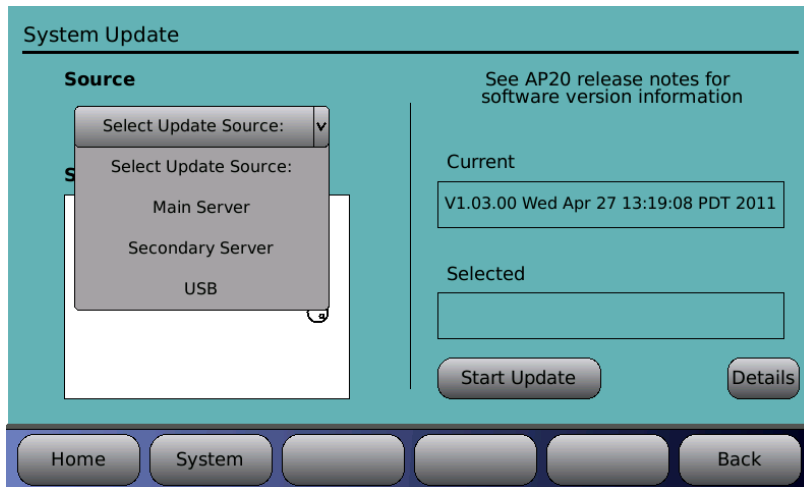 System Update
Source
Select Update Source:
v
Select Update Source:
Main Server
Secondary Server
USB
S
See AP20 release notes for
software version information
Current
V1.03.00 Wed Apr 27 13:19:08 PDT 2011
Selected
Start Update
Details
Home
System
Back